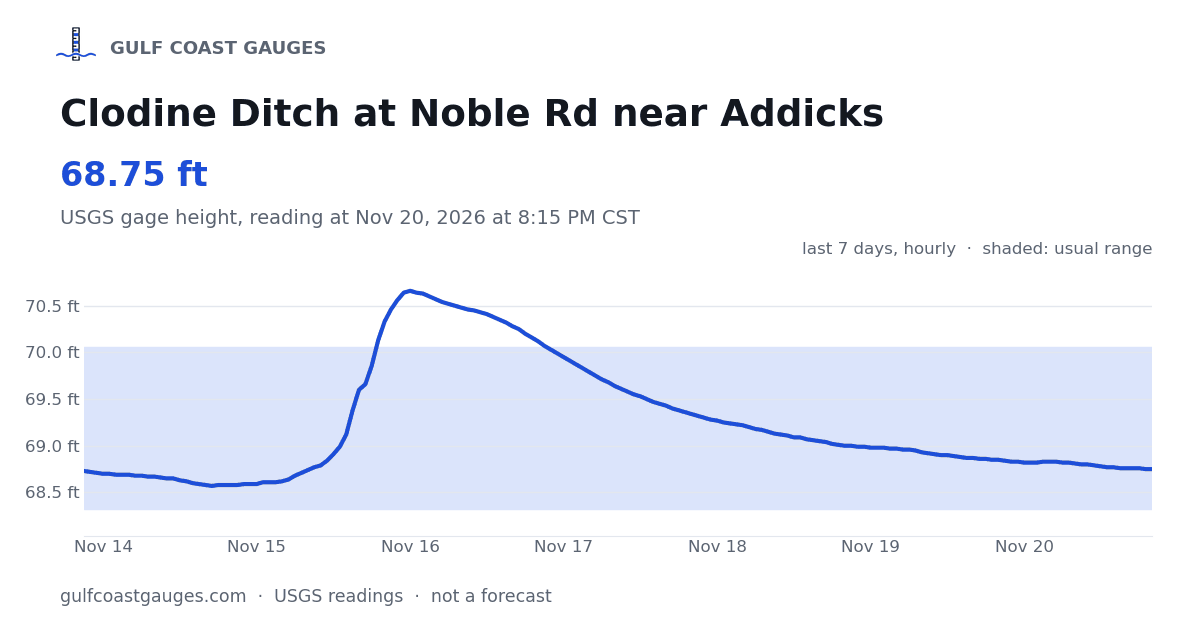 GULF COAST GAUGES
Clodine Ditch at Noble Rd near Addicks
68.75 ft
USGS gage height, reading at Nov 20, 2026 at 8:15 PM CST
last 7 days, hourly · shaded: usual range
70.5 ft
70.0 ft
69.5 ft
69.0 ft
68.5 ft
Nov 14 Nov 15 Nov 16 Nov 17 Nov 18 Nov 19 Nov 20
gulfcoastgauges.com · USGS readings · not a forecast